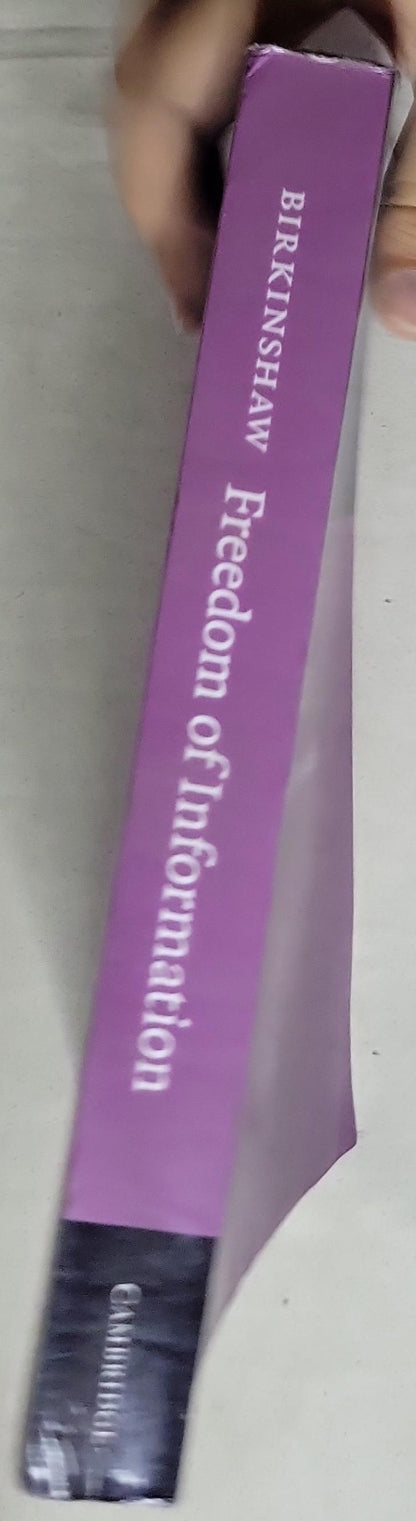 BIRKINSHAW Freedom of Information
CAMBRIDGE